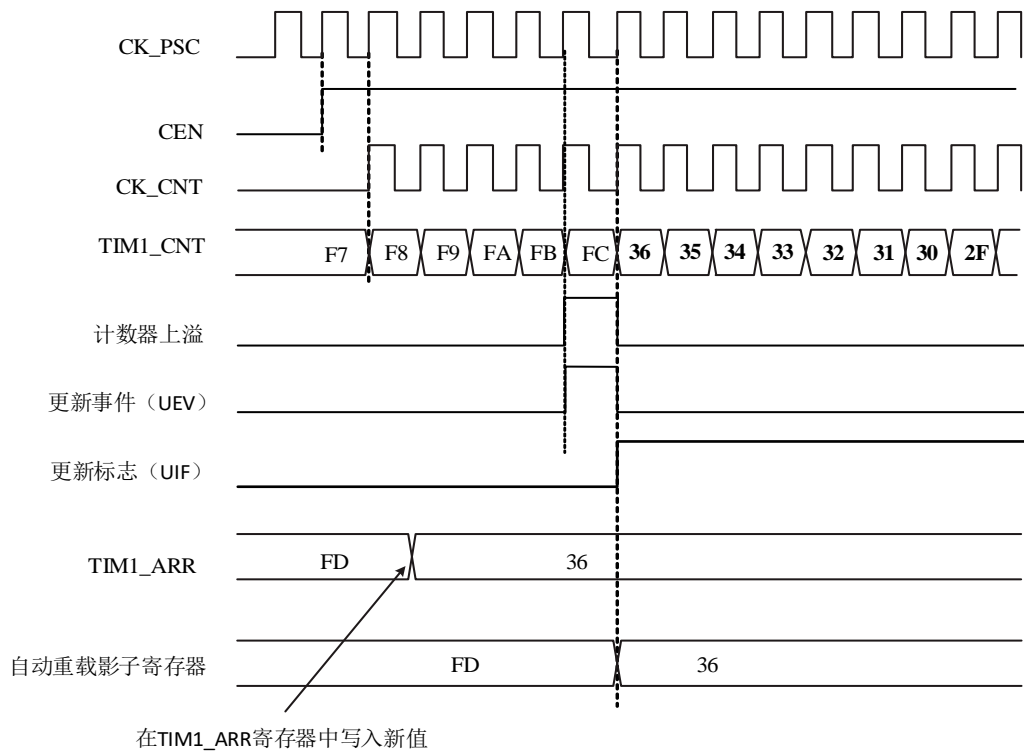 CK_PSC
CEN
CK_CNT
TIM1_CNT F7 F8 F9 FA FB FC 36 35 34 33 32 31 30 2F
计数器上溢
更新事件（UEV）
更新标志（UIF）
TIM1_ARR FD 36
自动重载影子寄存器 FD 36
在TIM1_ARR寄存器中写入新值